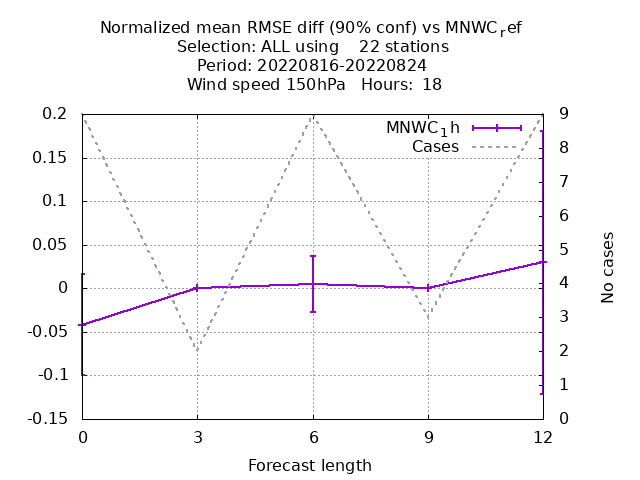 Normalized mean RMSE diff (90% conf) vs MNWC_ref
Selection: ALL using    22 stations
Period: 20220816-20220824
Wind speed 150hPa   Hours:  18
0.2
0.15
0.1
0.05
0
-0.05
-0.1
-0.15
MNWC_1h
Cases
9
8
7
6
5
4
3
2
1
0
No cases
0 3 6 9 12
Forecast length